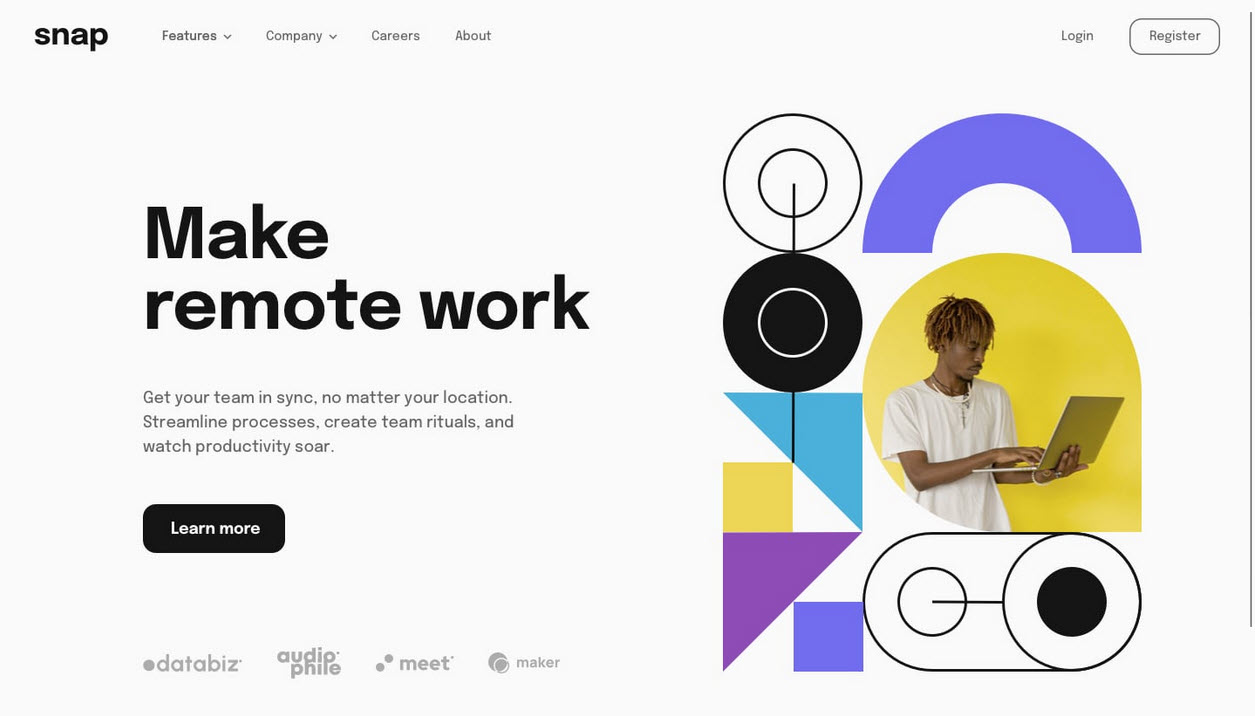 snap
Features
Company
Careers
About
Login
Register
Make
remote work
Get your team in sync, no matter your location.
Streamline processes, create team rituals, and
watch productivity soar.
Learn more
databiz
audiophile
meet
maker